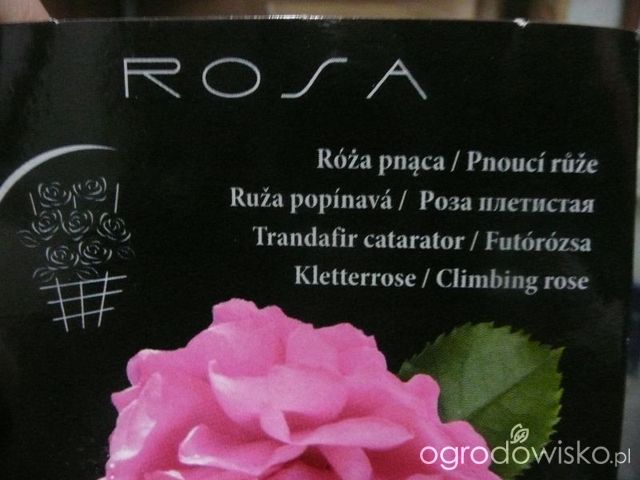 ROSA
Róża pnąca / Pnoucí růže
Ruža popínavá / Роза плетистая
Trandafir catarator / Futórózsa
Kletterrose / Climbing rose
ogrodowisko.pl